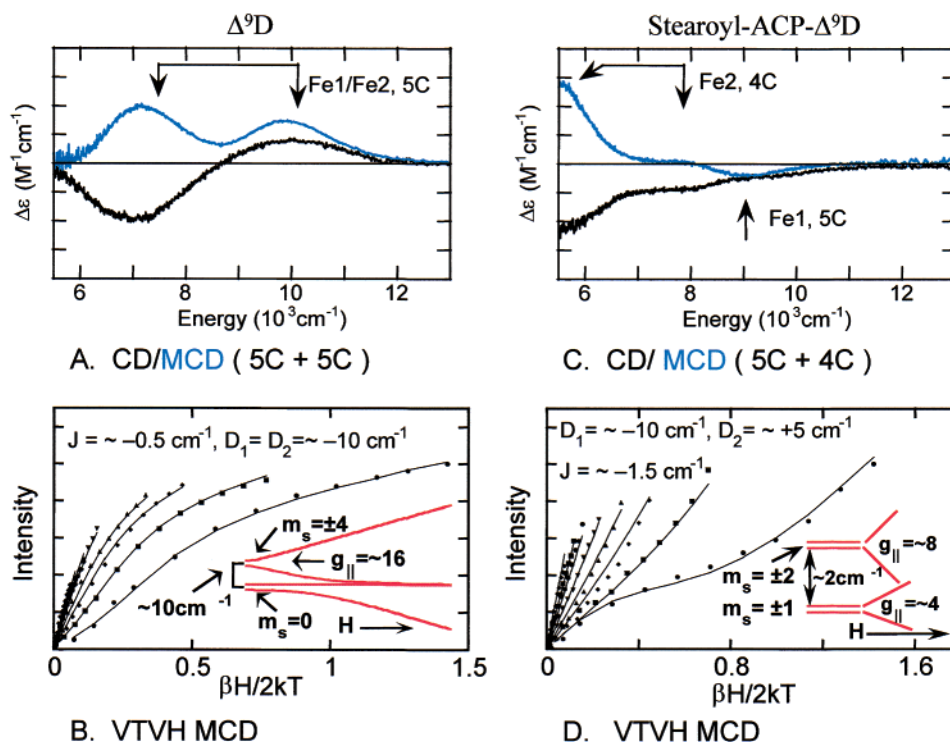 Δ⁹D
Fe1/Fe2, 5C
Δε (M⁻¹cm⁻¹)
6 8 10 12
Energy (10³cm⁻¹)
A. CD/MCD ( 5C + 5C )
Stearoyl-ACP-Δ⁹D
Fe2, 4C
Fe1, 5C
Δε (M⁻¹cm⁻¹)
6 8 10 12
Energy (10³cm⁻¹)
C. CD/ MCD ( 5C + 4C )
J = ~ –0.5 cm⁻¹, D₁= D₂=~ –10 cm⁻¹
Intensity
mₛ=±4
g||=~16
~10cm⁻¹
mₛ=0
H
0 0.5 1 1.5
βH/2kT
B. VTVH MCD
D₁= ~ –10 cm⁻¹, D₂= ~ +5 cm⁻¹
J = ~ –1.5 cm⁻¹
Intensity
g||=~8
mₛ=±2
~2cm⁻¹
mₛ=±1
g||=~4
H
0 0.8 1.6
βH/2kT
D. VTVH MCD